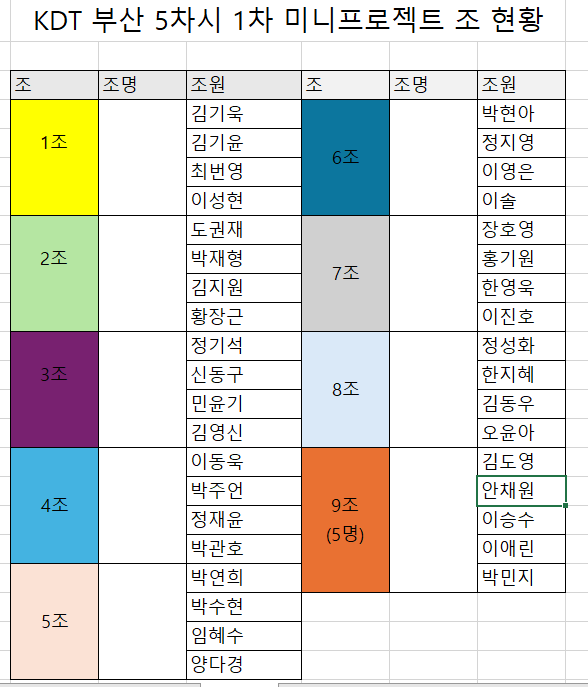 KDT 부산 5차시 1차 미니프로젝트 조 현황
조 조명 조원 조 조명 조원
1조
김기욱
김기윤
최번영
이성현
6조
박현아
정지영
이영은
이솔
2조
도권재
박재형
김지원
황장근
7조
장호영
홍기원
한영욱
이진호
3조
정기석
신동구
민윤기
김영신
8조
정성화
한지혜
김동우
오윤아
4조
이동욱
박주언
정재윤
박관호
9조
(5명)
김도영
안채원
이승수
이애린
박민지
5조
박연희
박수현
임혜수
양다경